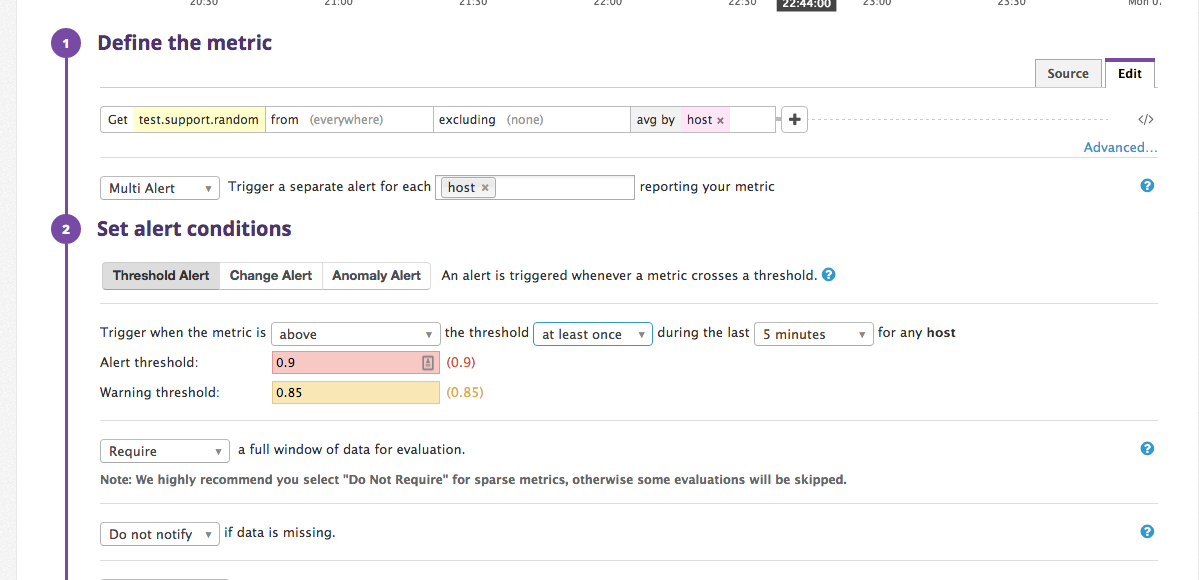 20:30 21:00 21:30 22:00 22:30 22:44:00 23:00 23:30 Mon 0
1 Define the metric
Source Edit
Get test.support.random from (everywhere) excluding (none) avg by host × + </>
Advanced...
Multi Alert ▼ Trigger a separate alert for each host × reporting your metric ?
2 Set alert conditions
Threshold Alert Change Alert Anomaly Alert An alert is triggered whenever a metric crosses a threshold. ?
Trigger when the metric is above ▼ the threshold at least once ▼ during the last 5 minutes ▼ for any host
Alert threshold: 0.9 (0.9)
Warning threshold: 0.85 (0.85)
Require ▼ a full window of data for evaluation. ?
Note: We highly recommend you select "Do Not Require" for sparse metrics, otherwise some evaluations will be skipped.
Do not notify ▼ if data is missing. ?